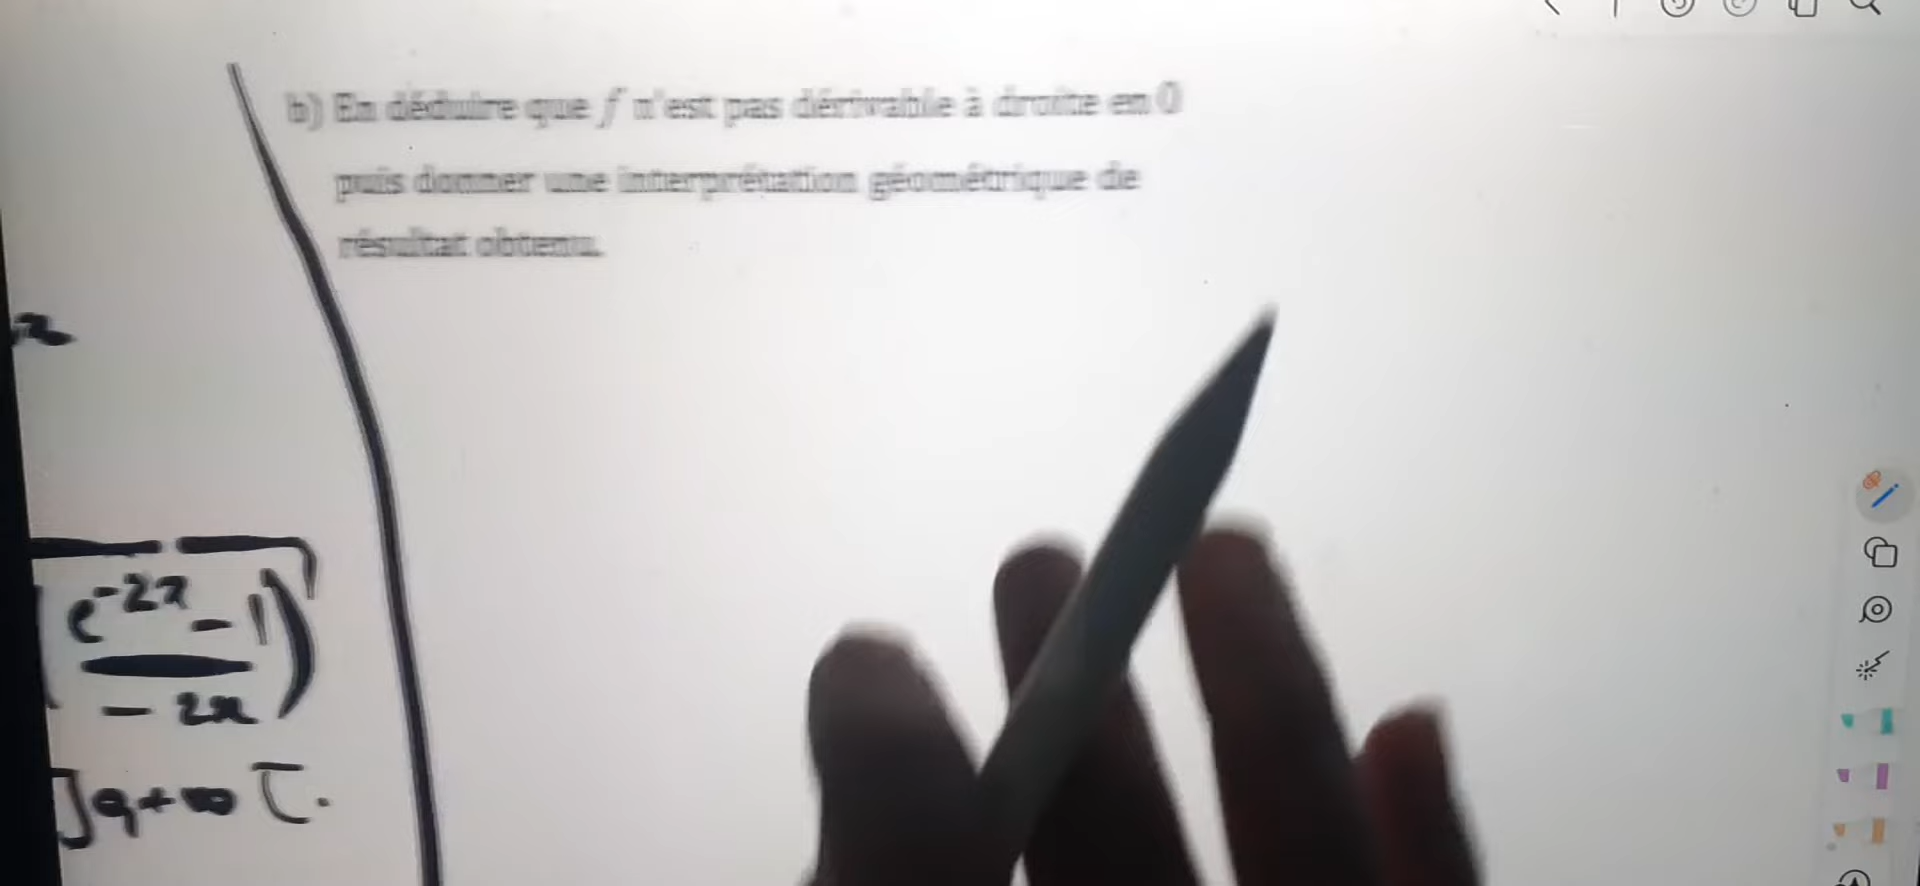 b) En déduire que f n'est pas dérivable à droite en 0
puis donner une interprétation géométrique de
résultat obtenu.
e^-2x - 1
- 2x
]0,+∞[.